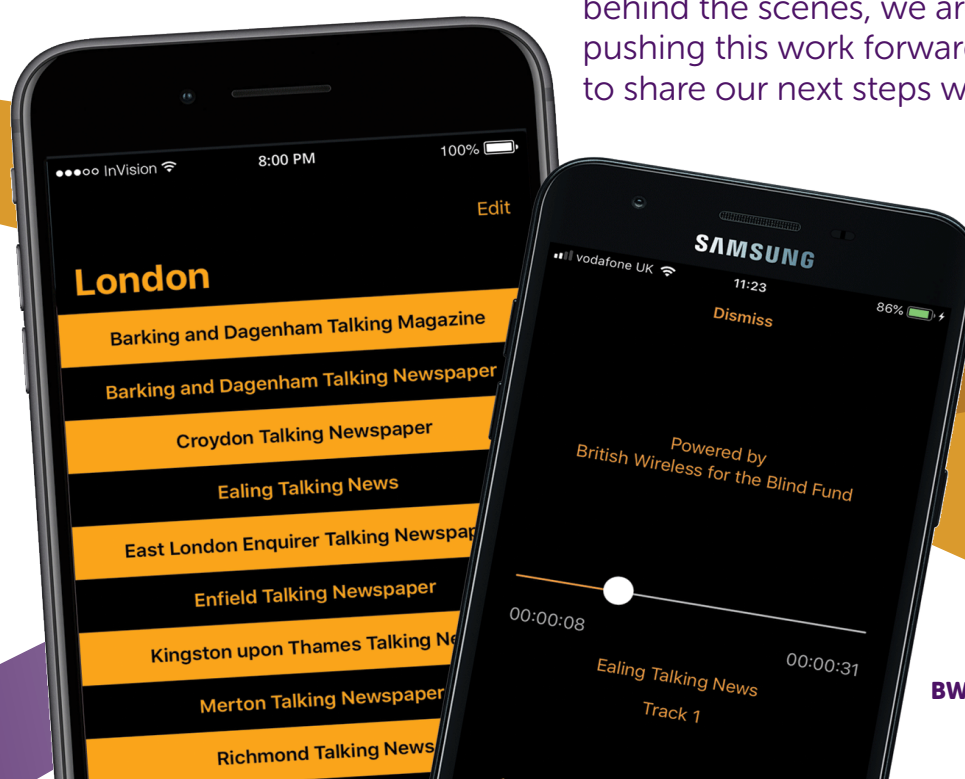 behind the scenes, we ar
pushing this work forward
to share our next steps w
InVision
8:00 PM
100%
Edit
London
Barking and Dagenham Talking Magazine
Barking and Dagenham Talking Newspaper
Croydon Talking Newspaper
Ealing Talking News
East London Enquirer Talking Newspap
Enfield Talking Newspaper
Kingston upon Thames Talking Ne
Merton Talking Newspaper
Richmond Talking News
SAMSUNG
vodafone UK
11:23
86%
Dismiss
Powered by
British Wireless for the Blind Fund
00:00:08
00:00:31
Ealing Talking News
Track 1
BW